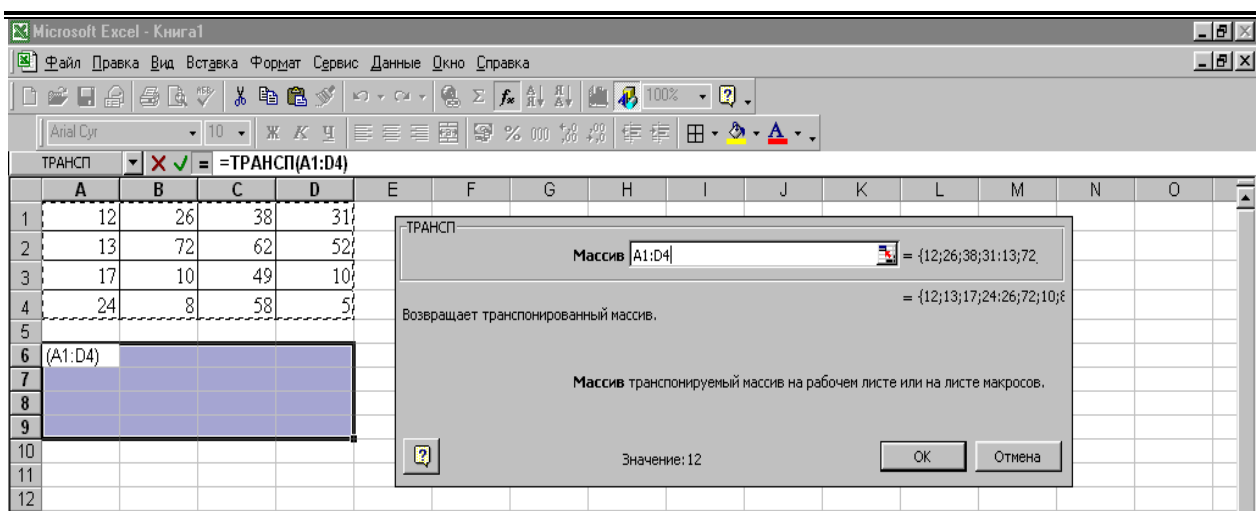 Microsoft Excel - Книга1
Файл Правка Вид Вставка Формат Сервис Данные Окно Справка
100%
Arial Cyr 10 Ж К Ч % 000
ТРАНСП = =ТРАНСП(A1:D4)
A B C D E F G H I J K L M N O
1 12 26 38 31
2 13 72 62 52
3 17 10 49 10
4 24 8 58 5
5
6 (A1:D4)
7
8
9
10
11
12
ТРАНСП
Массив A1:D4 = {12;26;38;31:13;72
= {12;13;17;24:26;72;10;8
Возвращает транспонированный массив.
Массив транспонируемый массив на рабочем листе или на листе макросов.
Значение:12
ОК Отмена